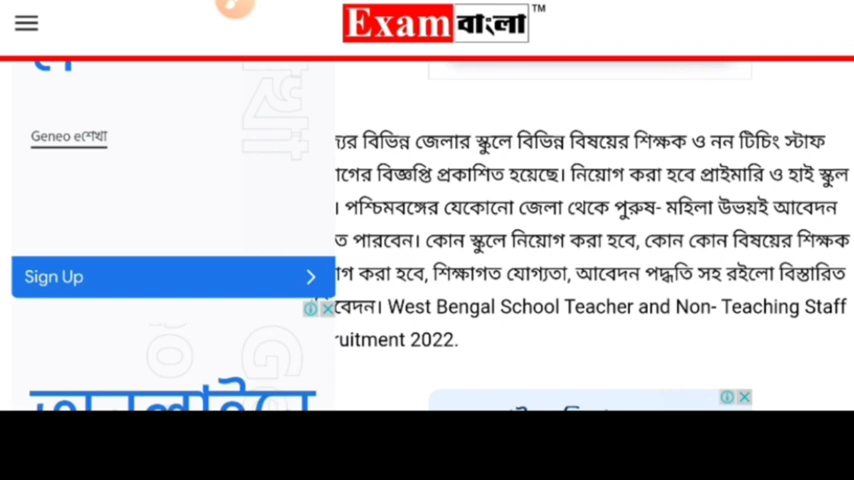 Exam বাংলা ™
Geneo eশেখা
Sign Up
বিভিন্ন জেলার স্কুলে বিভিন্ন বিষয়ের শিক্ষক ও নন টিচিং স্টাফ
বিজ্ঞপ্তি প্রকাশিত হয়েছে। নিয়োগ করা হবে প্রাইমারি ও হাই স্কুল
। পশ্চিমবঙ্গের যেকোনো জেলা থেকে পুরুষ- মহিলা উভয়ই আবেদন
পারবেন। কোন স্কুলে নিয়োগ করা হবে, কোন কোন বিষয়ের শিক্ষক
করা হবে, শিক্ষাগত যোগ্যতা, আবেদন পদ্ধতি সহ রইলো বিস্তারিত
West Bengal School Teacher and Non- Teaching Staff
ruitment 2022.